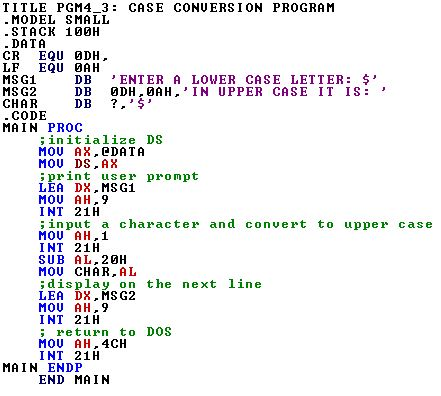 TITLE PGM4_3: CASE CONVERSION PROGRAM
.MODEL SMALL
.STACK 100H
.DATA
CR  EQU 0DH,
LF  EQU 0AH
MSG1    DB  'ENTER A LOWER CASE LETTER: $'
MSG2    DB  0DH,0AH,'IN UPPER CASE IT IS: '
CHAR    DB  ?,'$'
.CODE
MAIN PROC
    ;initialize DS
    MOV AX,@DATA
    MOV DS,AX
    ;print user prompt
    LEA DX,MSG1
    MOV AH,9
    INT 21H
    ;input a character and convert to upper case
    MOV AH,1
    INT 21H
    SUB AL,20H
    MOV CHAR,AL
    ;display on the next line
    LEA DX,MSG2
    MOV AH,9
    INT 21H
    ; return to DOS
    MOV AH,4CH
    INT 21H
MAIN ENDP
    END MAIN